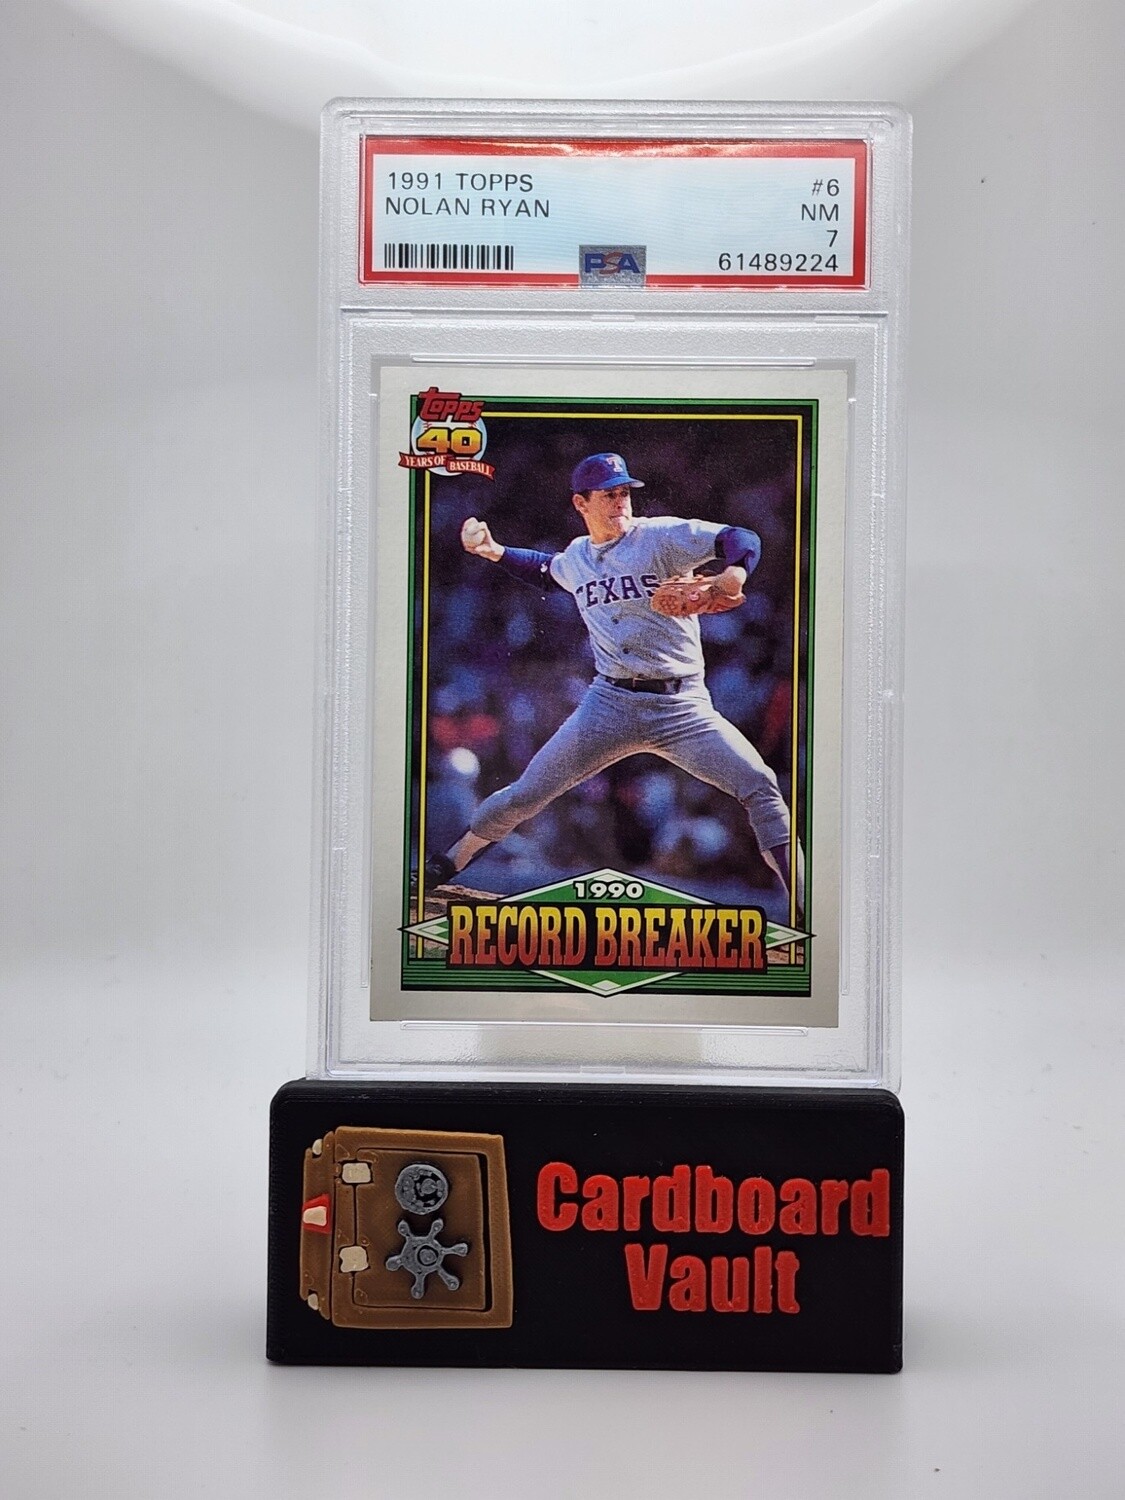 1991 TOPPS
#6
NOLAN RYAN
NM
7
PSA
61489224
topps
40
YEARS OF BASEBALL
T
TEXAS
1990
RECORD BREAKER
Cardboard
Vault